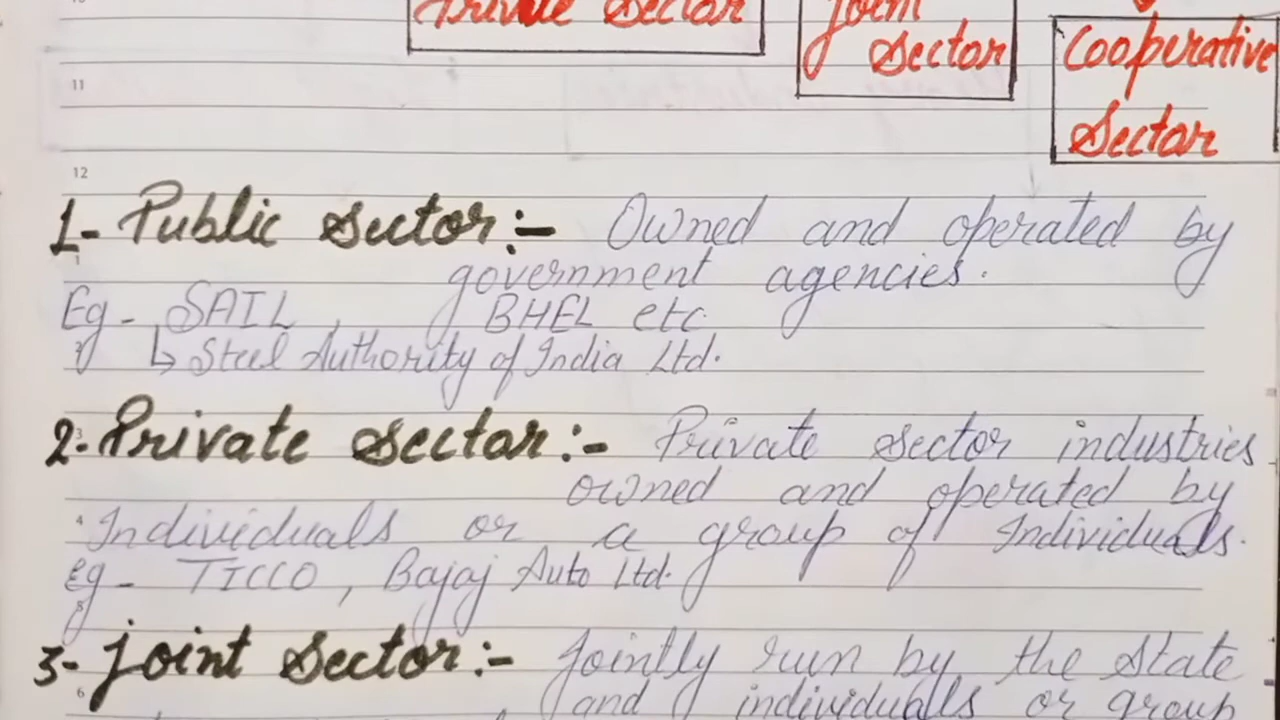 Private Sector
Joint
Sector
Cooperative
Sector
11
12
1- Public Sector:- Owned and operated by
government agencies.
Eg- SAIL, BHEL etc
↳ Steel Authority of India Ltd.
2- Private Sector:- Private sector industries
owned and operated by
4 Individuals or a group of Individuals.
eg- TICCO, Bajaj Auto Ltd.
3- Joint Sector:- Jointly run by the State
6 and individuals or group